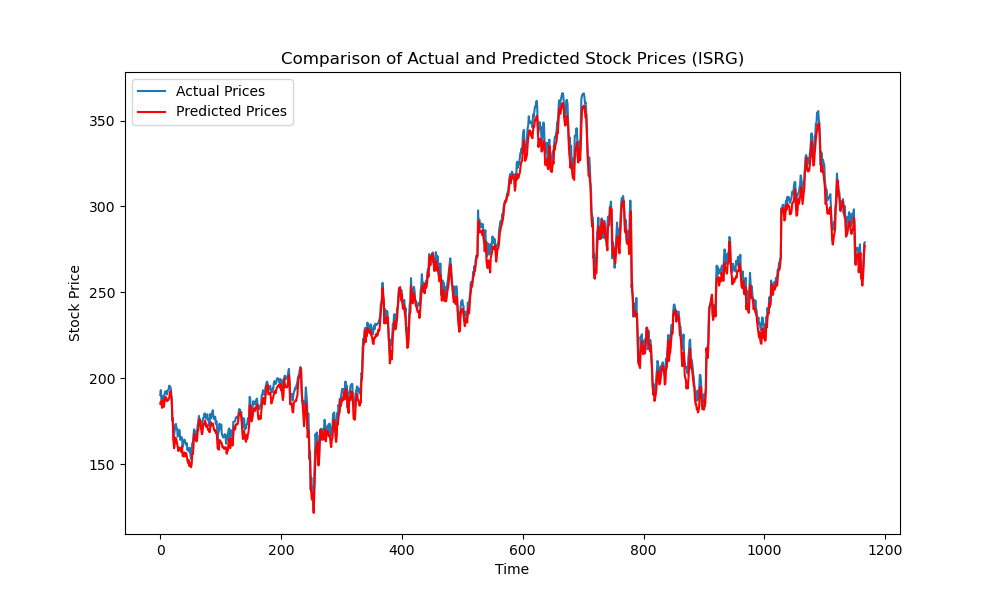 Comparison of Actual and Predicted Stock Prices (ISRG)
Actual Prices
Predicted Prices
350
300
250
200
150
Stock Price
0 200 400 600 800 1000 1200
Time